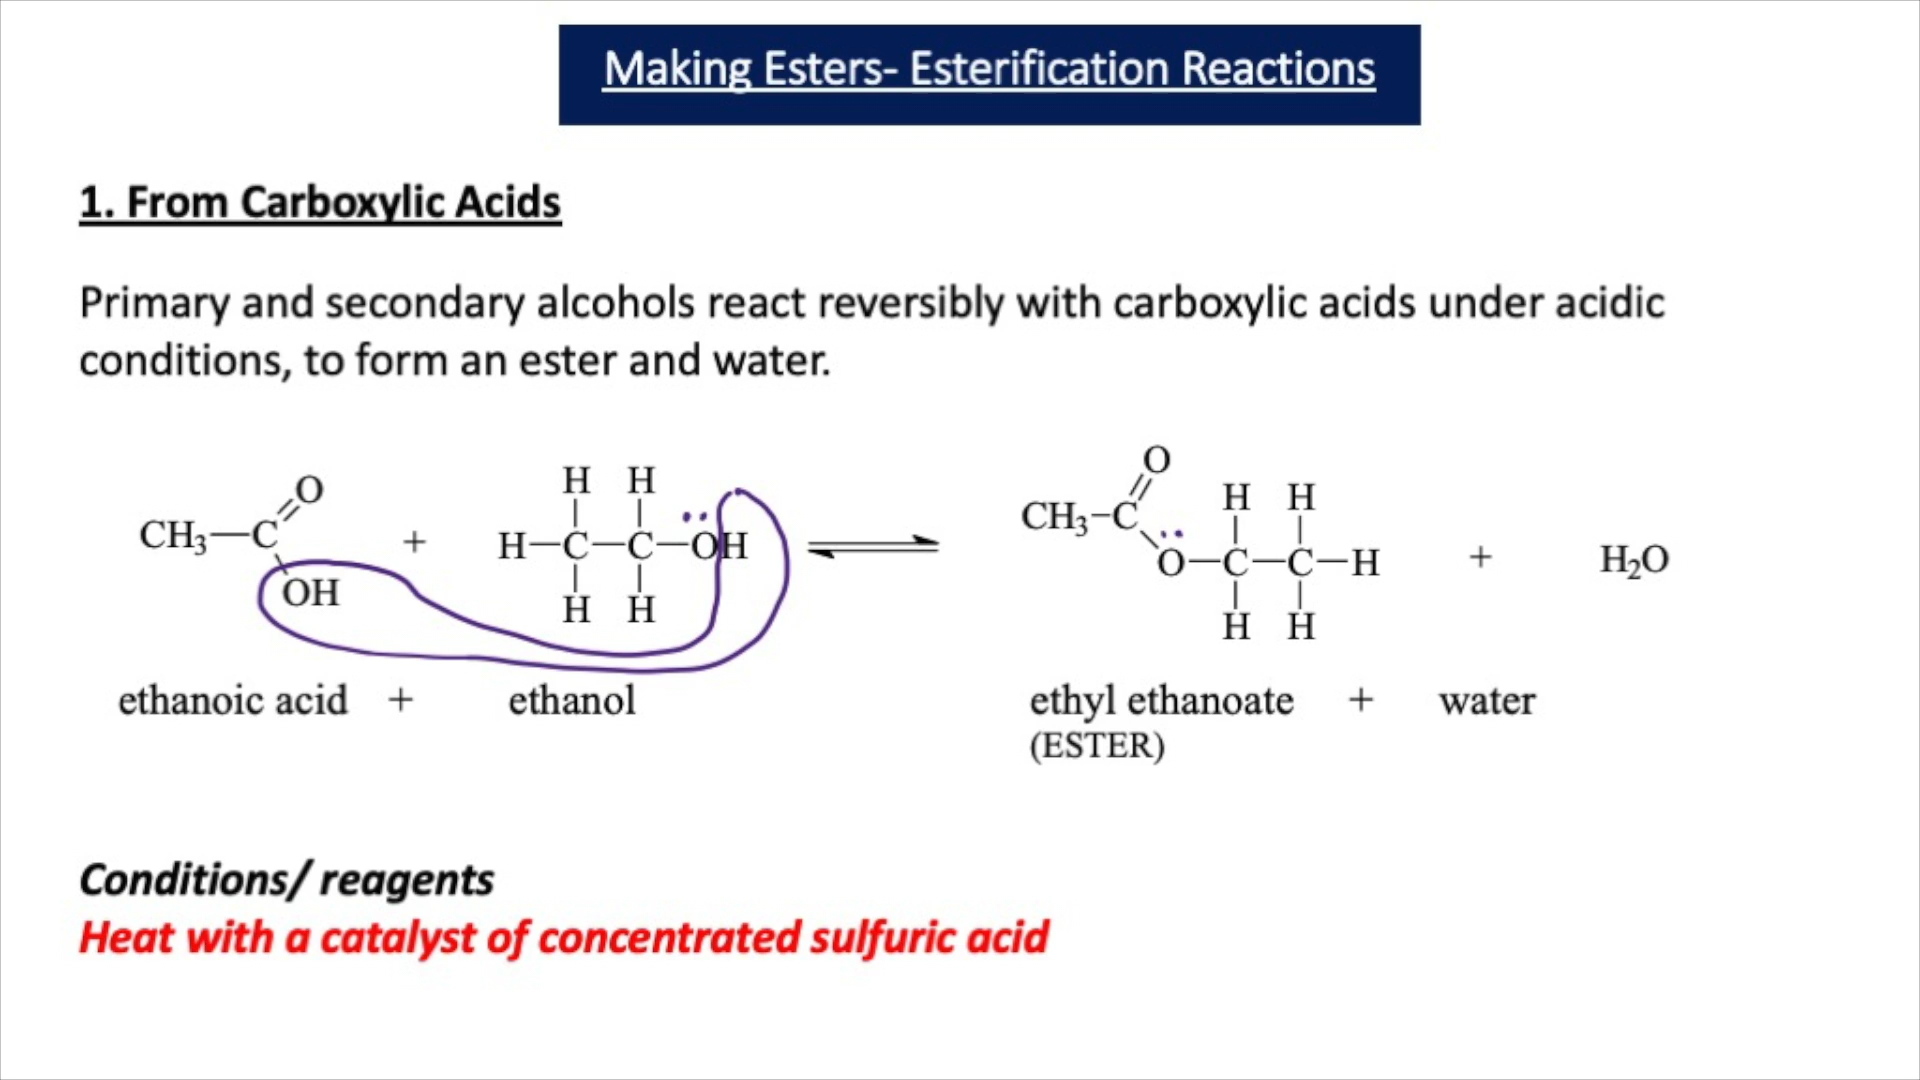 Making Esters- Esterification Reactions
1. From Carboxylic Acids
Primary and secondary alcohols react reversibly with carboxylic acids under acidic
conditions, to form an ester and water.
O
CH₃—C
OH
+
H H
H—C—C—OH
H H
O
CH₃—C
H H
O—C—C—H
H H
+
H₂O
ethanoic acid + ethanol
ethyl ethanoate + water
(ESTER)
Conditions/ reagents
Heat with a catalyst of concentrated sulfuric acid